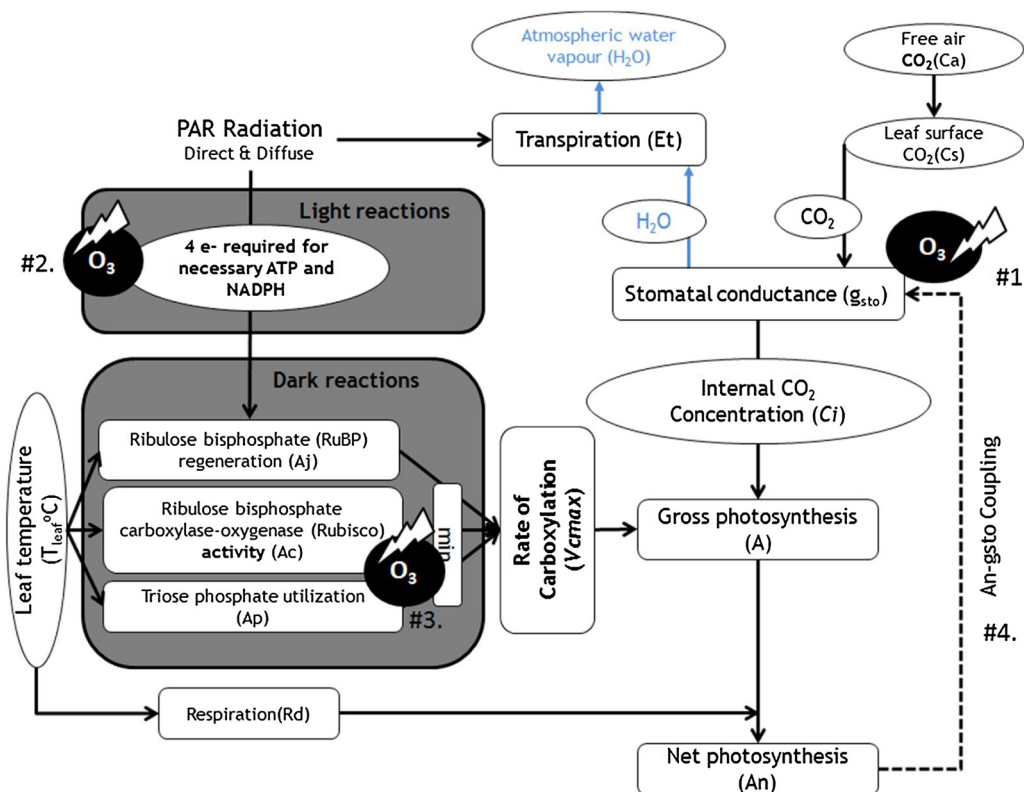 Atmospheric water
vapour (H₂O)
Free air
CO₂(Ca)
PAR Radiation
Direct & Diffuse
Transpiration (Et)
Leaf surface
CO₂(Cs)
Light reactions
H₂O
CO₂
#2.
O₃
4 e- required for
necessary ATP and
NADPH
O₃
#1
Stomatal conductance (gsto)
Dark reactions
Internal CO₂
Concentration (Ci)
Leaf temperature
(Tleaf°C)
Ribulose bisphosphate (RuBP)
regeneration (Aj)
Ribulose bisphosphate
carboxylase-oxygenase (Rubisco)
activity (Ac)
O₃
min
Triose phosphate utilization
(Ap)
#3.
Rate of
Carboxylation
(Vcmax)
Gross photosynthesis
(A)
An-gsto Coupling
#4.
Respiration(Rd)
Net photosynthesis
(An)